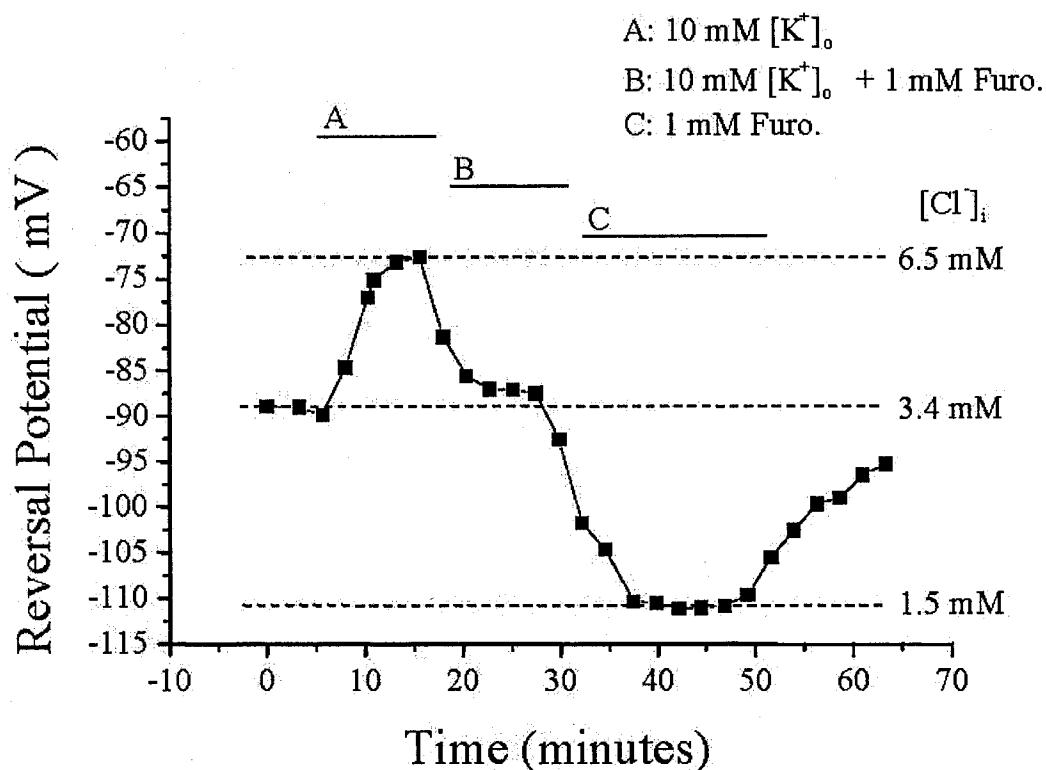 A: 10 mM [K⁺]ₒ
B: 10 mM [K⁺]ₒ + 1 mM Furo.
C: 1 mM Furo.
A
B
C
[Cl⁻]ᵢ
6.5 mM
3.4 mM
1.5 mM
Reversal Potential ( mV )
-60
-65
-70
-75
-80
-85
-90
-95
-100
-105
-110
-115
-10 0 10 20 30 40 50 60 70
Time (minutes)